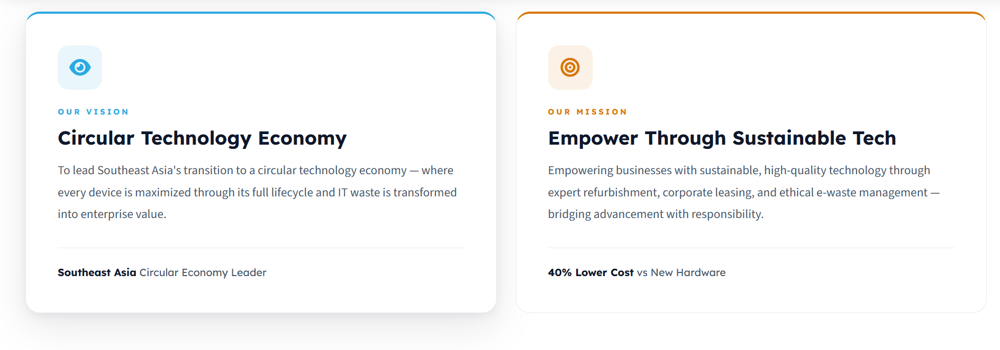 OUR VISION
Circular Technology Economy
To lead Southeast Asia's transition to a circular technology economy — where
every device is maximized through its full lifecycle and IT waste is transformed
into enterprise value.
Southeast Asia Circular Economy Leader
OUR MISSION
Empower Through Sustainable Tech
Empowering businesses with sustainable, high-quality technology through
expert refurbishment, corporate leasing, and ethical e-waste management —
bridging advancement with responsibility.
40% Lower Cost vs New Hardware